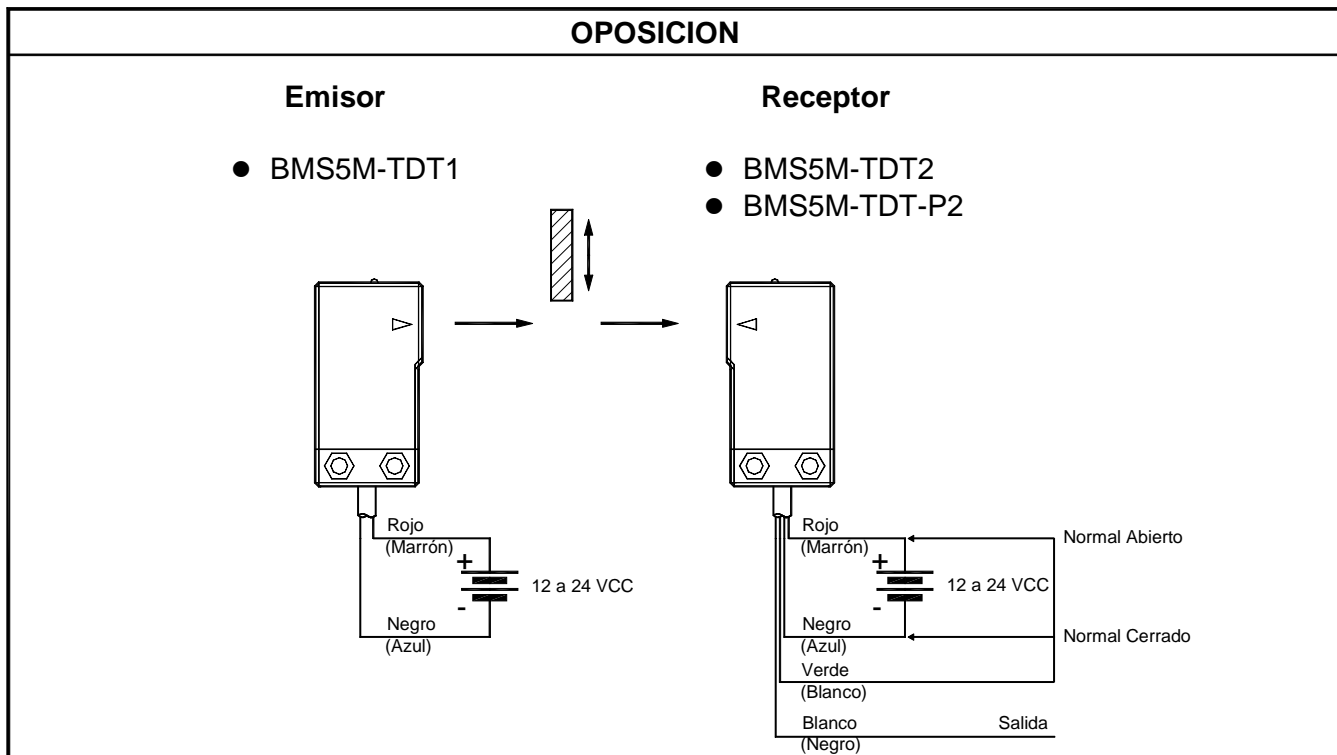 OPOSICION
Emisor
Receptor
● BMS5M-TDT1
● BMS5M-TDT2
● BMS5M-TDT-P2
Rojo
(Marrón)
+
-
12 a 24 VCC
Negro
(Azul)
Rojo
(Marrón)
+
-
12 a 24 VCC
Normal Abierto
Negro
(Azul)
Normal Cerrado
Verde
(Blanco)
Blanco
(Negro)
Salida